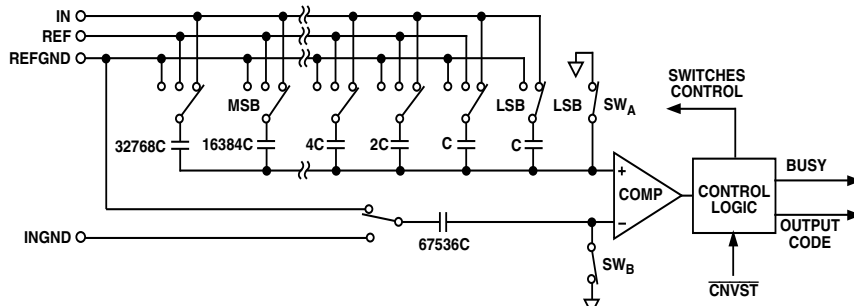 IN
REF
REFGND
SWITCHES
CONTROL
MSB
LSB
LSB
SWA
32768C
16384C
4C
2C
C
C
BUSY
+
COMP
−
CONTROL
LOGIC
OUTPUT
CODE
INGND
67536C
SWB
CNVST